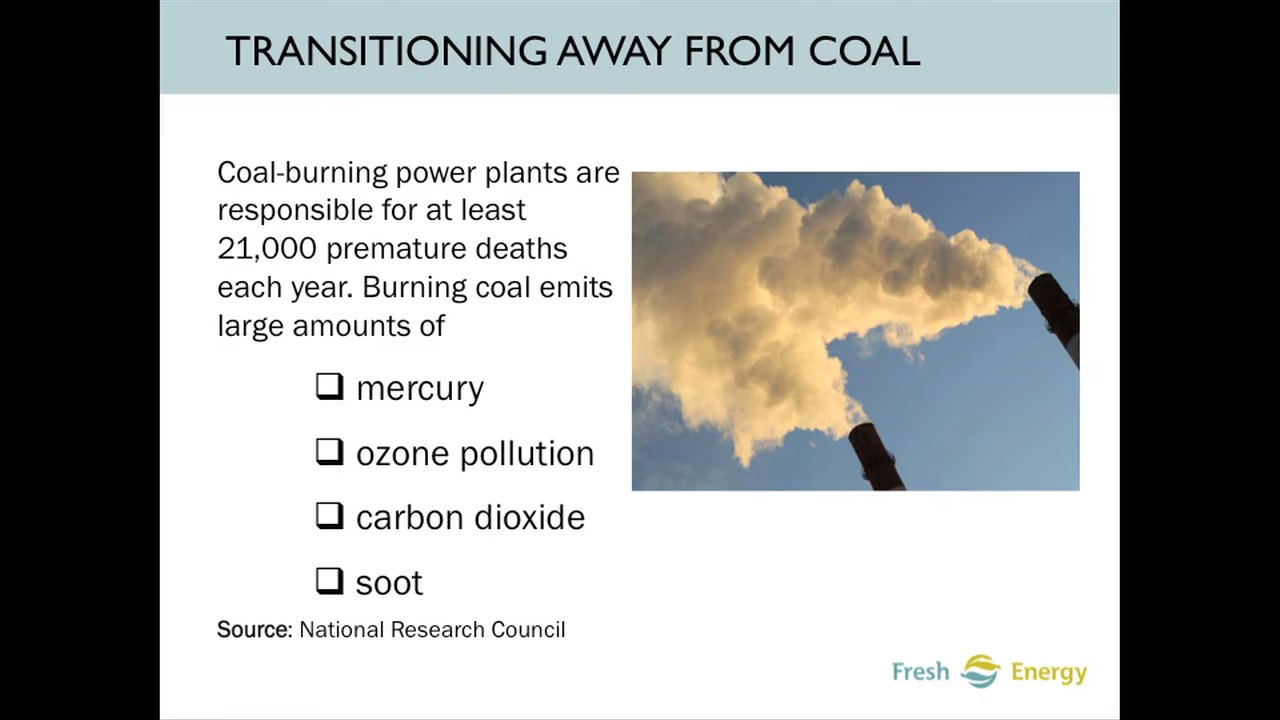 TRANSITIONING AWAY FROM COAL
Coal-burning power plants are
responsible for at least
21,000 premature deaths
each year. Burning coal emits
large amounts of
mercury
ozone pollution
carbon dioxide
soot
Source: National Research Council
Fresh Energy